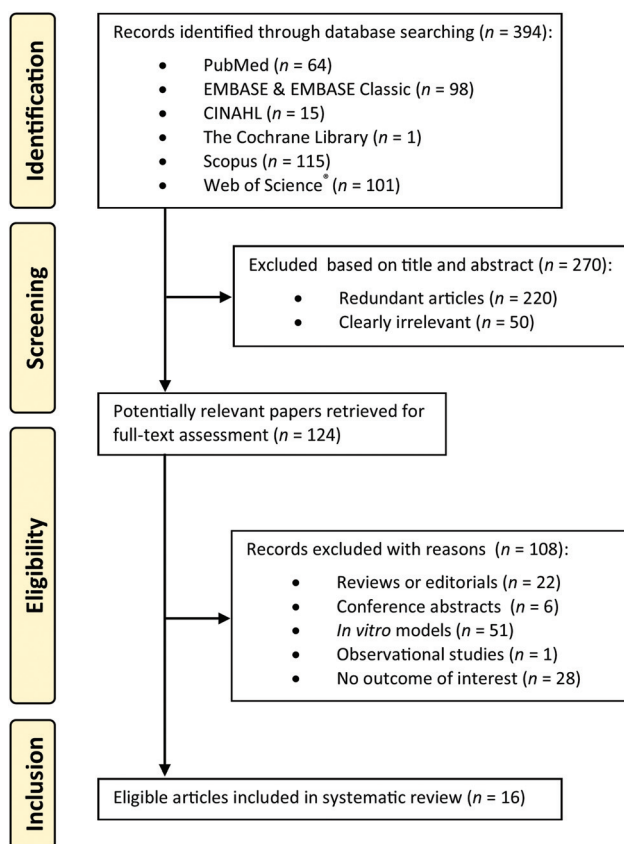 Identification
Records identified through database searching (n = 394):
• PubMed (n = 64)
• EMBASE & EMBASE Classic (n = 98)
• CINAHL (n = 15)
• The Cochrane Library (n = 1)
• Scopus (n = 115)
• Web of Science® (n = 101)
Screening
Excluded based on title and abstract (n = 270):
• Redundant articles (n = 220)
• Clearly irrelevant (n = 50)
Potentially relevant papers retrieved for
full-text assessment (n = 124)
Eligibility
Records excluded with reasons (n = 108):
• Reviews or editorials (n = 22)
• Conference abstracts (n = 6)
• In vitro models (n = 51)
• Observational studies (n = 1)
• No outcome of interest (n = 28)
Inclusion
Eligible articles included in systematic review (n = 16)